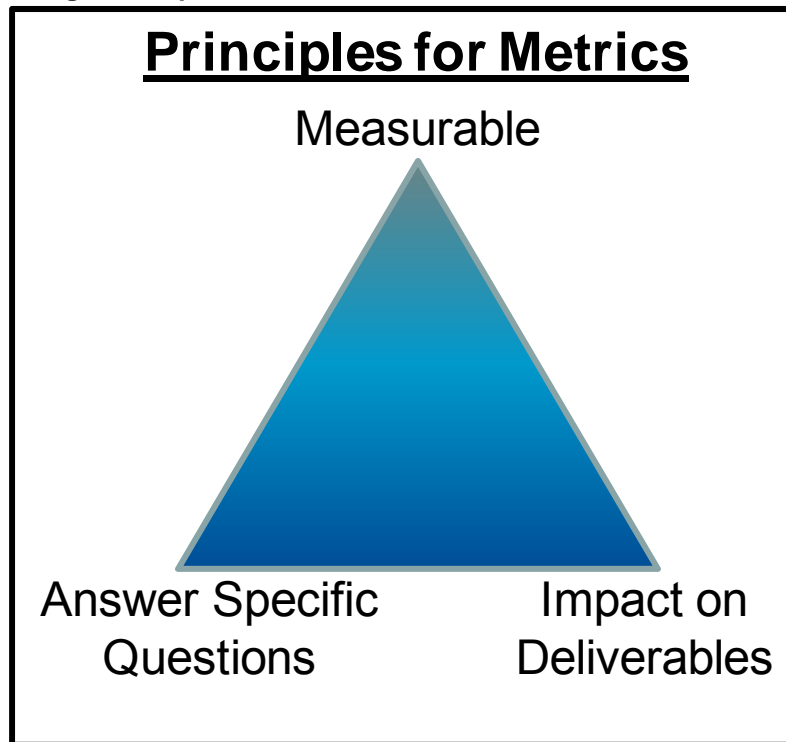 Principles for Metrics
Measurable
Answer Specific
Questions
Impact on
Deliverables